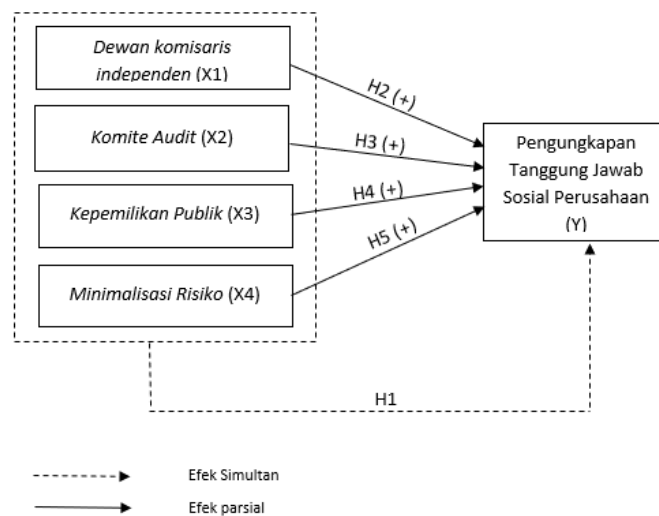 Dewan komisaris
independen (X1)
Komite Audit (X2)
Kepemilikan Publik (X3)
Minimalisasi Risiko (X4)
H2 (+)
H3 (+)
H4 (+)
H5 (+)
Pengungkapan
Tanggung Jawab
Sosial Perusahaan
(Y)
H1
Efek Simultan
Efek parsial